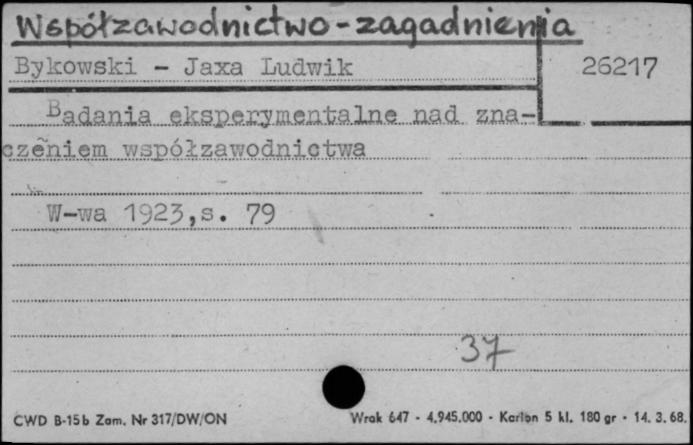 Współzawodnictwo - zagadnienia
Bykowski - Jaxa Ludwik
26217
Badania eksperymentalne nad zna-
czeniem współzawodnictwa
W-wa 1923,s. 79
37
CWD B-15b Zam. Nr 317/DW/ON
Wrak 647 - 4.945.000 - Karton 5 kl. 180 gr - 14. 3. 68.